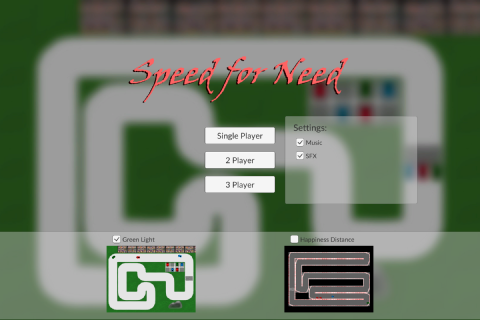 Speed for Need
Single Player
2 Player
3 Player
Settings:
Music
SFX
Green Light
Happiness Distance